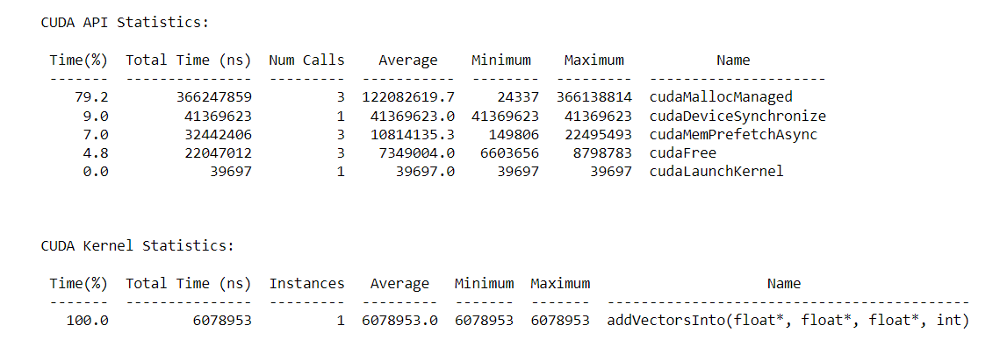 CUDA API Statistics:
Time(%) Total Time (ns) Num Calls Average Minimum Maximum Name
------- --------------- --------- ----------- -------- --------- ---------------------
79.2 366247859 3 122082619.7 24337 366138814 cudaMallocManaged
9.0 41369623 1 41369623.0 41369623 41369623 cudaDeviceSynchronize
7.0 32442406 3 10814135.3 149806 22495493 cudaMemPrefetchAsync
4.8 22047012 3 7349004.0 6603656 8798783 cudaFree
0.0 39697 1 39697.0 39697 39697 cudaLaunchKernel
CUDA Kernel Statistics:
Time(%) Total Time (ns) Instances Average Minimum Maximum Name
------- --------------- --------- --------- ------- ------- -------------------------------------------
100.0 6078953 1 6078953.0 6078953 6078953 addVectorsInto(float*, float*, float*, int)